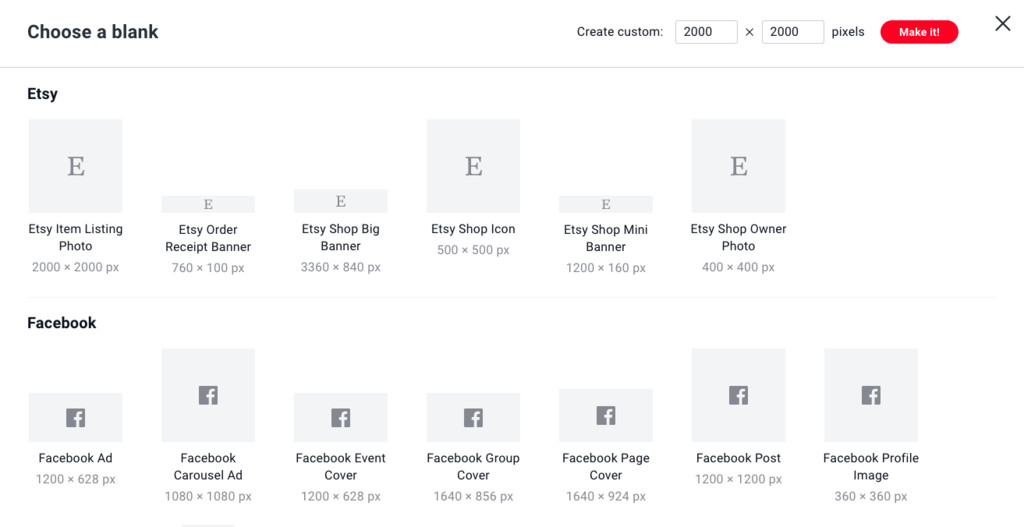 Choose a blank
Create custom: 2000 × 2000 pixels Make it!
Etsy
E E E E E E
Etsy Item Listing Photo
2000 × 2000 px
Etsy Order Receipt Banner
760 × 100 px
Etsy Shop Big Banner
3360 × 840 px
Etsy Shop Icon
500 × 500 px
Etsy Shop Mini Banner
1200 × 160 px
Etsy Shop Owner Photo
400 × 400 px
Facebook
Facebook Ad
1200 × 628 px
Facebook Carousel Ad
1080 × 1080 px
Facebook Event Cover
1200 × 628 px
Facebook Group Cover
1640 × 856 px
Facebook Page Cover
1640 × 924 px
Facebook Post
1200 × 1200 px
Facebook Profile Image
360 × 360 px